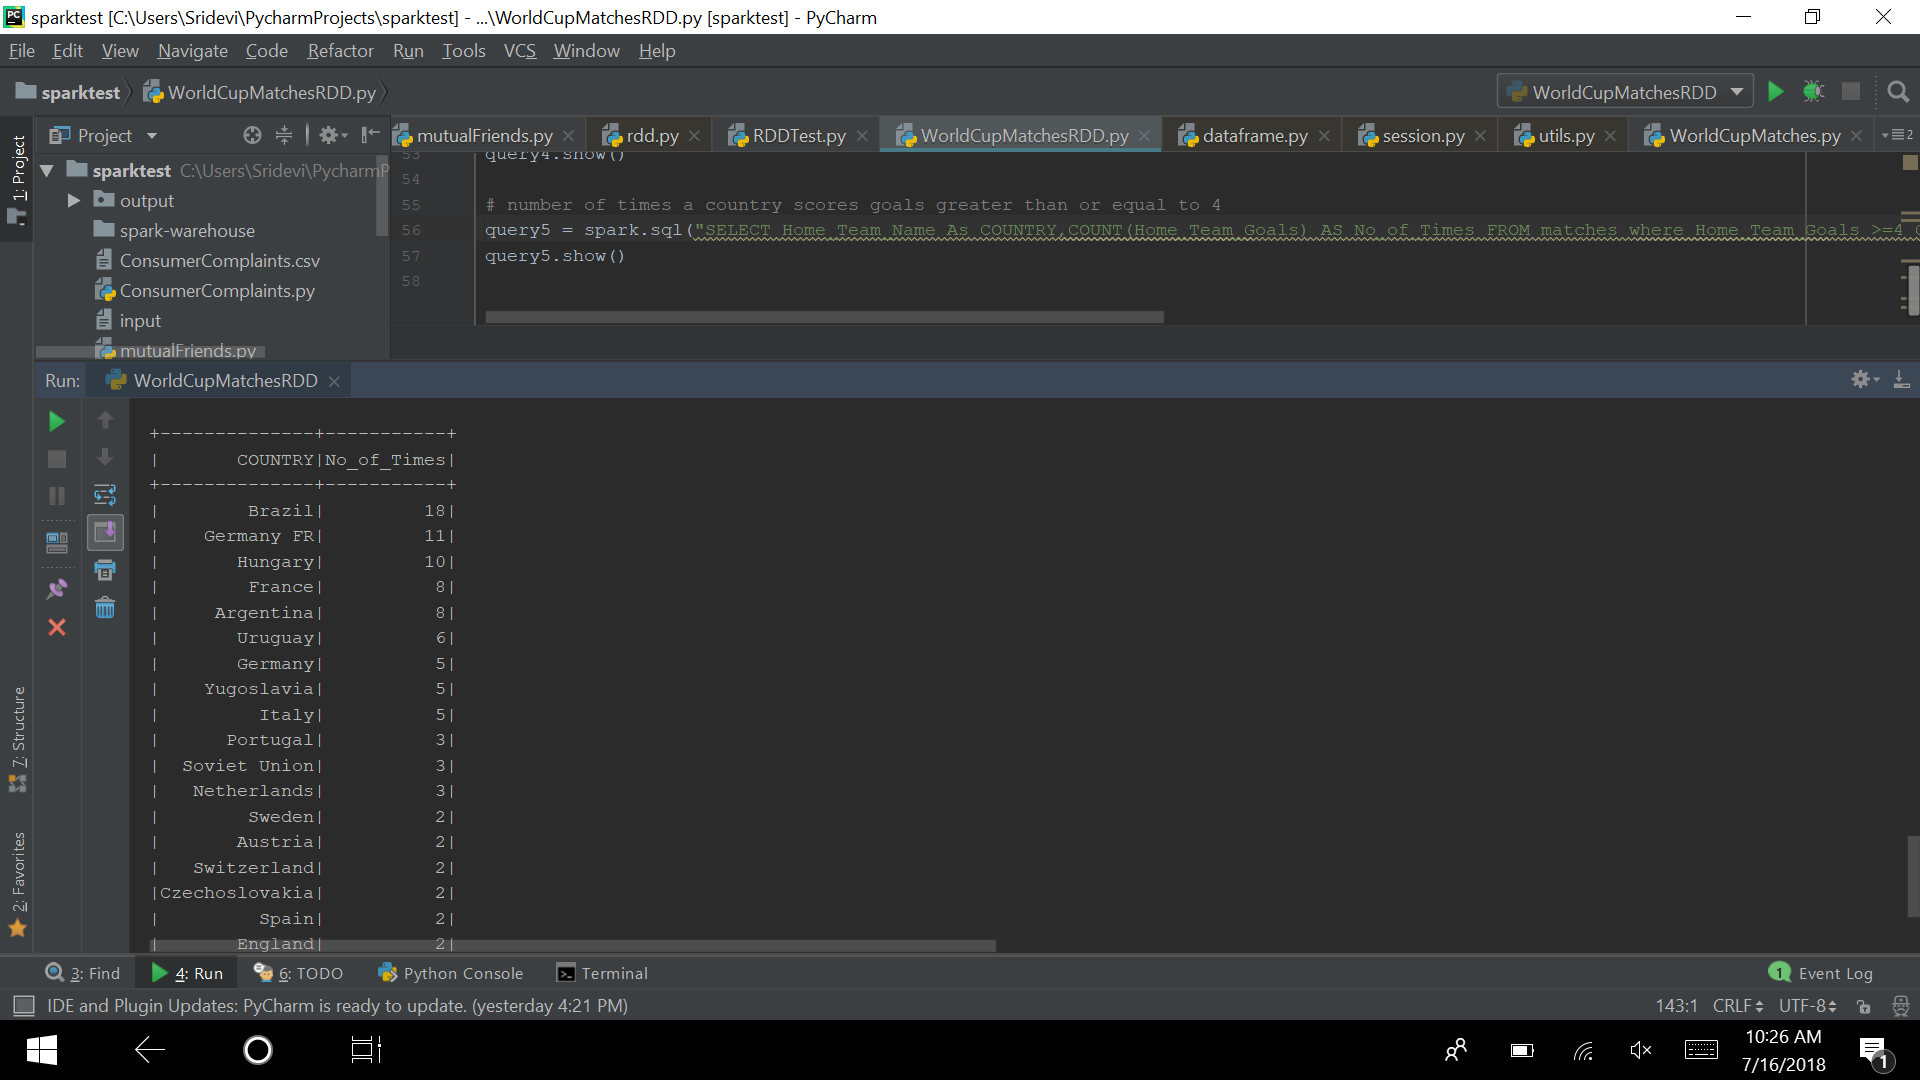 sparktest [C:\Users\Sridevi\PycharmProjects\sparktest] - ...\WorldCupMatchesRDD.py [sparktest] - PyCharm
File Edit View Navigate Code Refactor Run Tools VCS Window Help
sparktest WorldCupMatchesRDD.py WorldCupMatchesRDD
Project mutualFriends.py rdd.py RDDTest.py WorldCupMatchesRDD.py dataframe.py session.py utils.py WorldCupMatches.py 2
1: Project
sparktest C:\Users\Sridevi\PycharmP
output
spark-warehouse
ConsumerComplaints.csv
ConsumerComplaints.py
input
mutualFriends.py
53 query4.show()
54
55 # number of times a country scores goals greater than or equal to 4
56 query5 = spark.sql("SELECT Home_Team_Name As COUNTRY,COUNT(Home_Team_Goals) AS No_of_Times FROM matches where Home_Team_Goals >=4
57 query5.show()
58
Run: WorldCupMatchesRDD
+--------------+-----------+
|       COUNTRY|No_of_Times|
+--------------+-----------+
|        Brazil|         18|
|    Germany FR|         11|
|       Hungary|         10|
|        France|          8|
|     Argentina|          8|
|       Uruguay|          6|
|       Germany|          5|
|    Yugoslavia|          5|
|         Italy|          5|
|      Portugal|          3|
|  Soviet Union|          3|
|   Netherlands|          3|
|        Sweden|          2|
|       Austria|          2|
|   Switzerland|          2|
|Czechoslovakia|          2|
|         Spain|          2|
|       England|          2|
7: Structure
2: Favorites
3: Find 4: Run 6: TODO Python Console Terminal 1 Event Log
IDE and Plugin Updates: PyCharm is ready to update. (yesterday 4:21 PM) 143:1 CRLF UTF-8
10:26 AM
7/16/2018
1